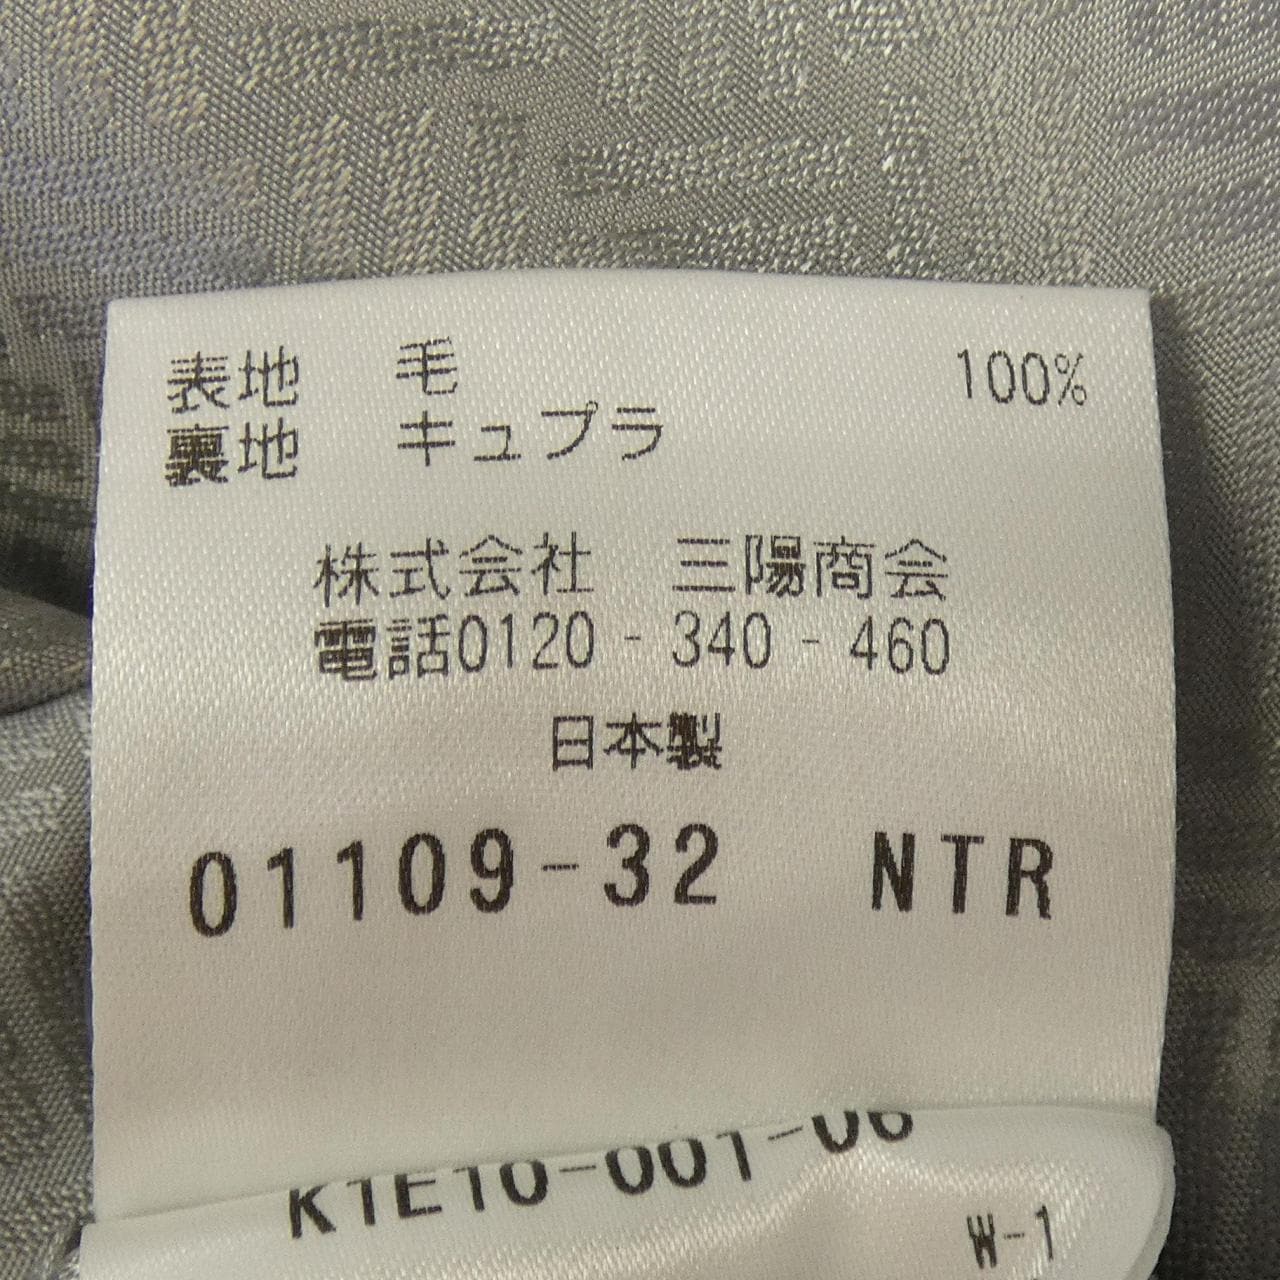 表地 毛 100%
裏地 キュプラ
株式会社 三陽商会
電話0120-340-460
日本製
01109-32 NTR
K1E10-001-06
W-1